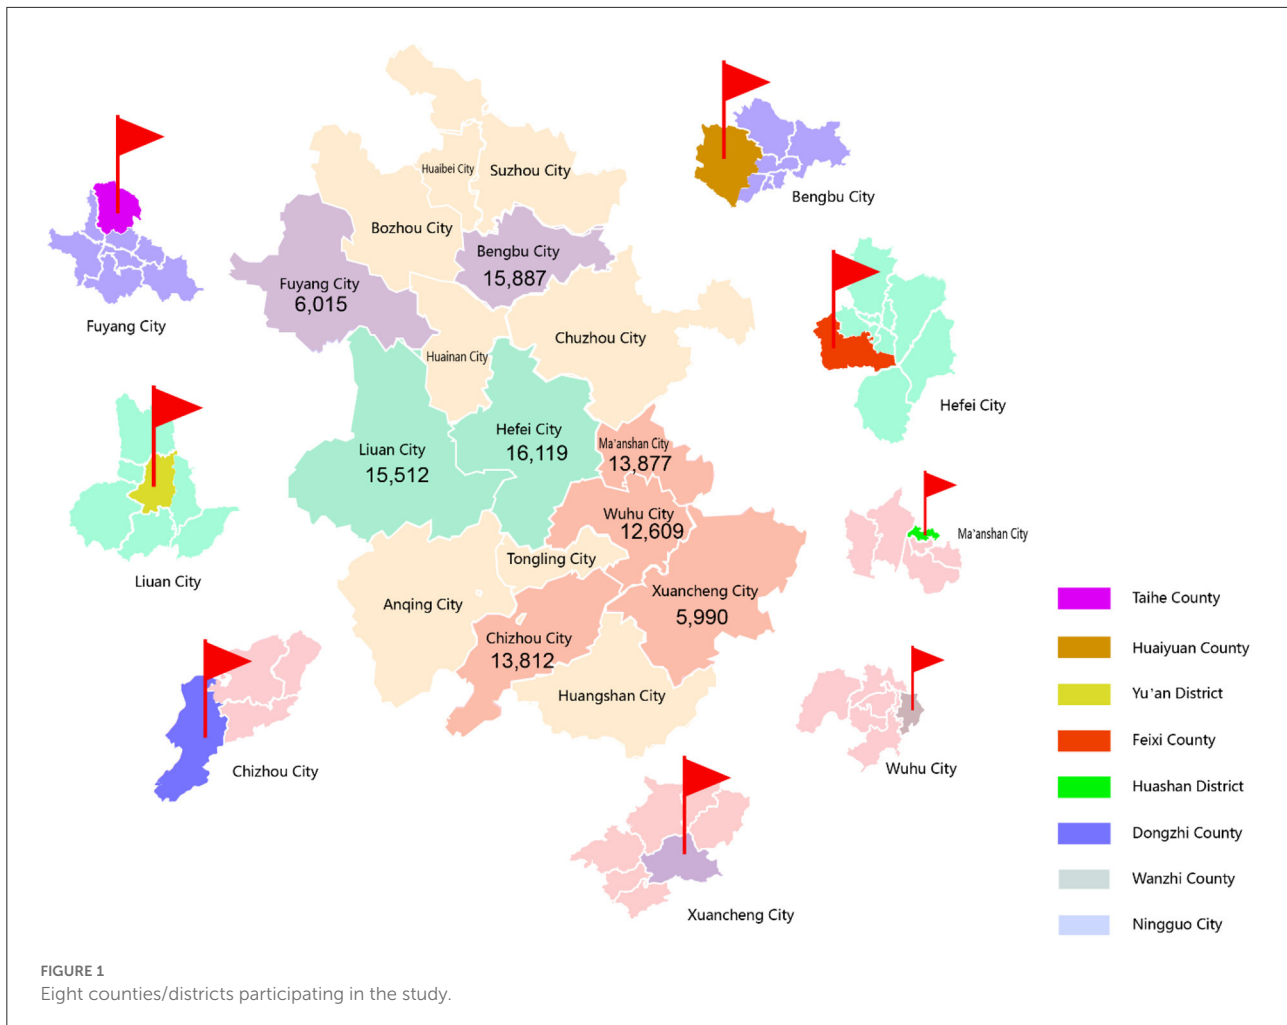 Huaibei City
Suzhou City
Bozhou City
Bengbu City
15,887
Fuyang City
6,015
Huainan City
Chuzhou City
Hefei City
16,119
Liuan City
15,512
Ma'anshan City
13,877
Wuhu City
12,609
Tongling City
Anqing City
Xuancheng City
5,990
Chizhou City
13,812
Huangshan City
Fuyang City
Liuan City
Chizhou City
Bengbu City
Hefei City
Ma'anshan City
Wuhu City
Xuancheng City
Taihe County
Huaiyuan County
Yu'an District
Feixi County
Huashan District
Dongzhi County
Wanzhi County
Ningguo City
FIGURE 1
Eight counties/districts participating in the study.